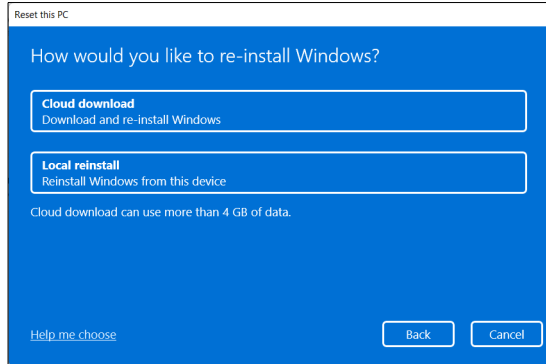 Reset this PC
How would you like to re-install Windows?
Cloud download
Download and re-install Windows
Local reinstall
Reinstall Windows from this device
Cloud download can use more than 4 GB of data.
Help me choose
Back
Cancel